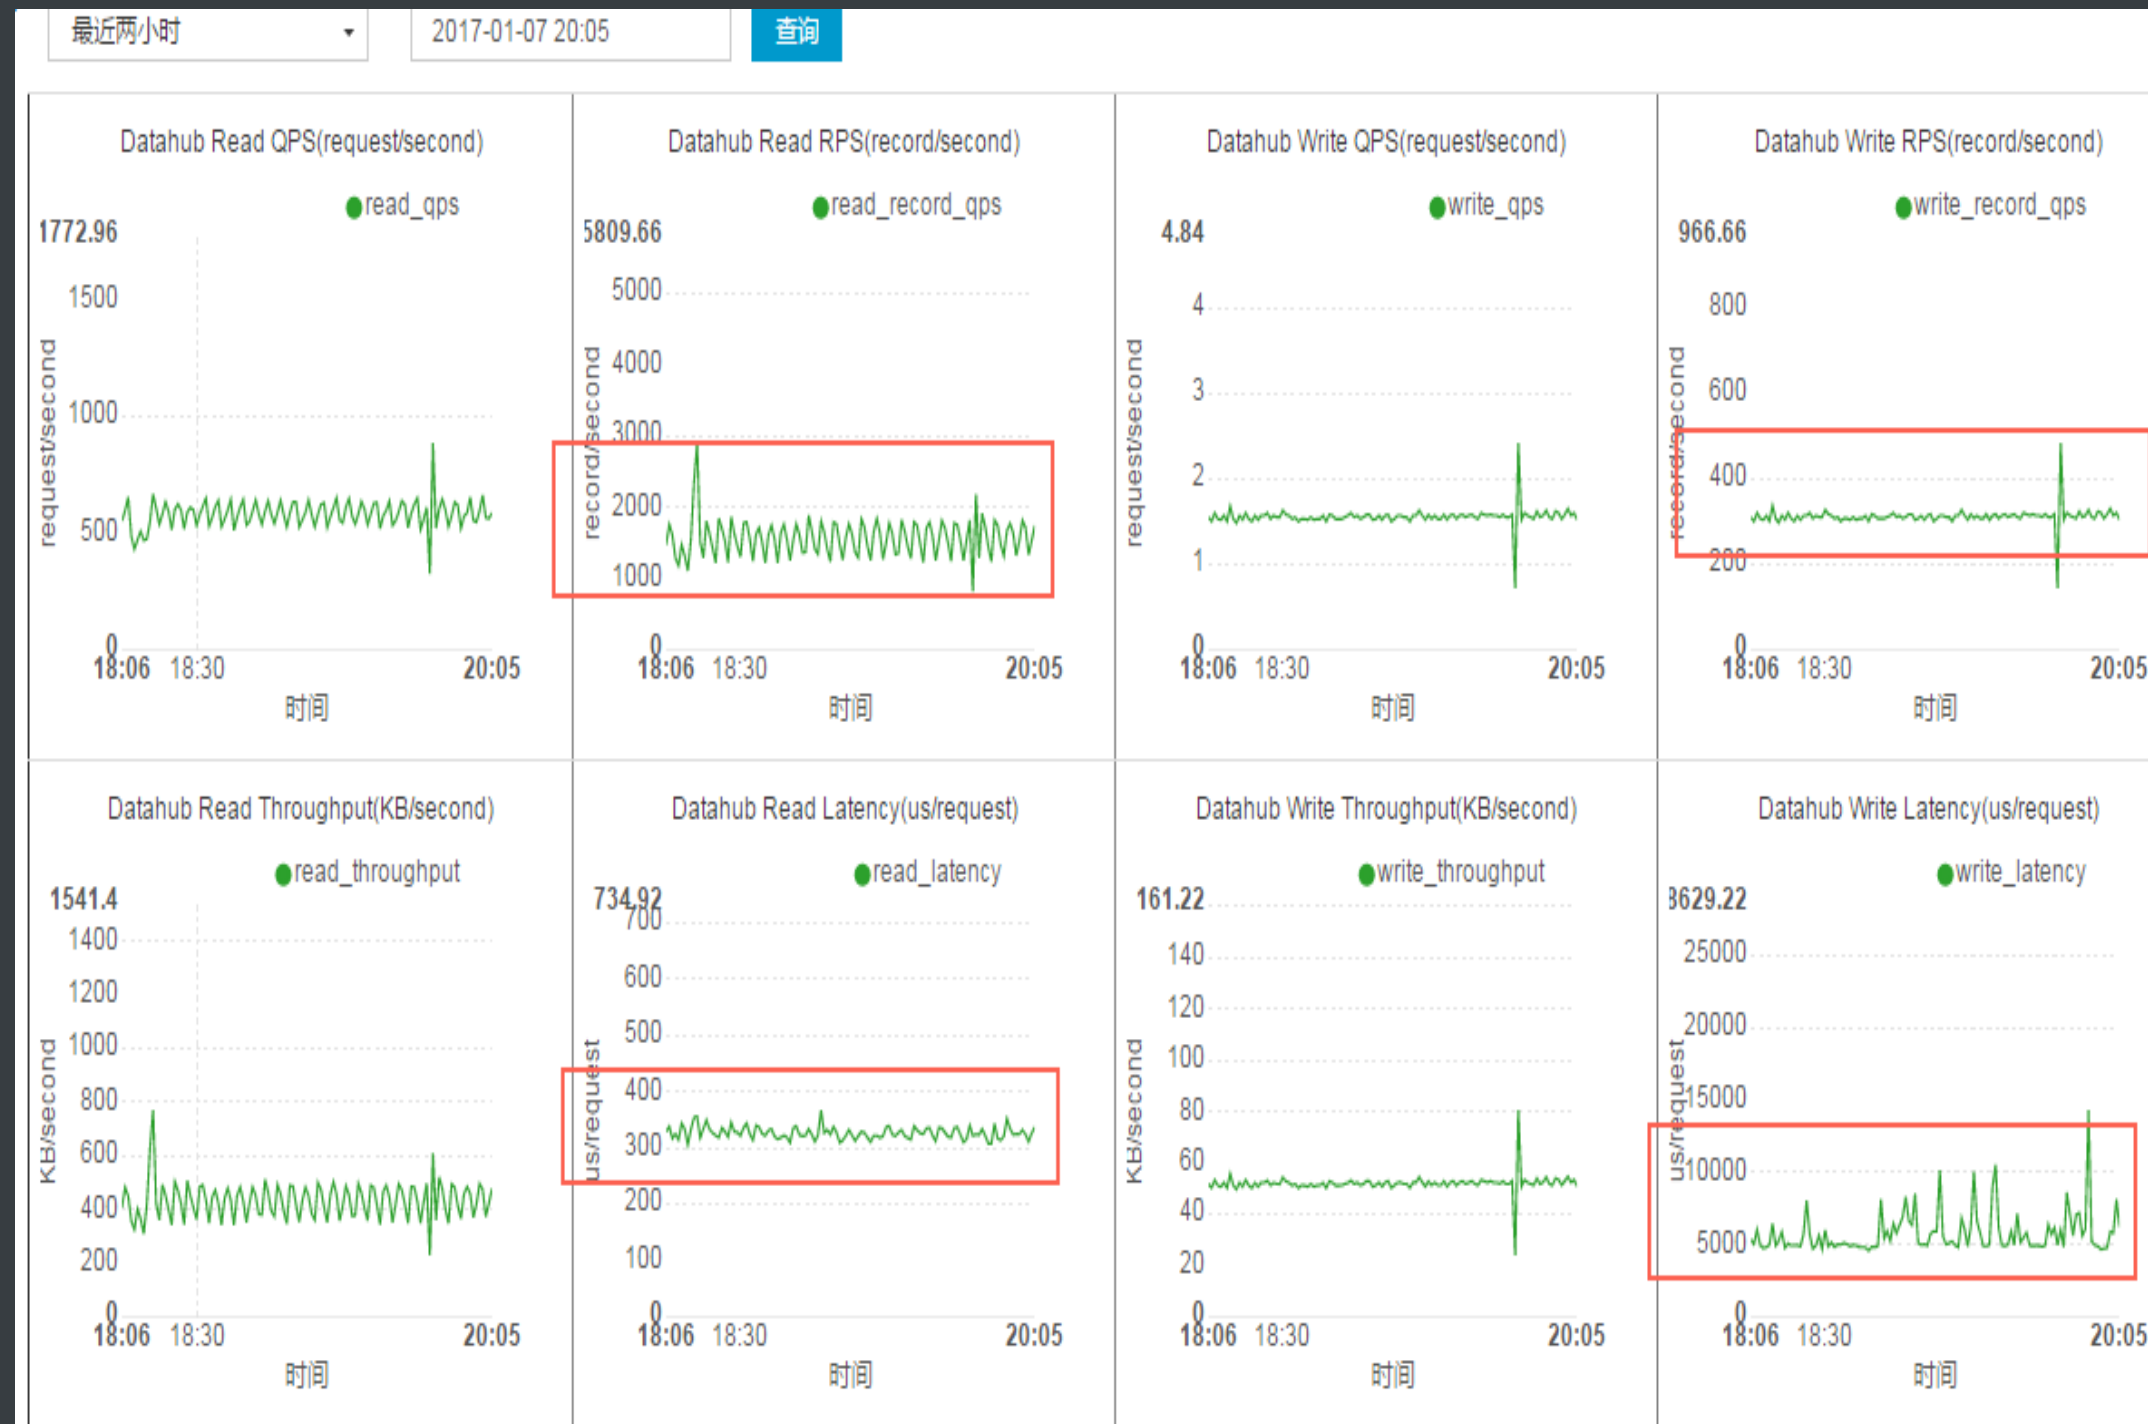 最近两小时 2017-01-07 20:05 查询
Datahub Read QPS(request/second)
read_qps
1772.96
1500
1000
500
0
request/second
18:06 18:30 20:05
时间
Datahub Read RPS(record/second)
read_record_qps
5809.66
5000
4000
3000
2000
1000
0
record/second
18:06 18:30 20:05
时间
Datahub Write QPS(request/second)
write_qps
4.84
4
3
2
1
0
request/second
18:06 18:30 20:05
时间
Datahub Write RPS(record/second)
write_record_qps
966.66
800
600
400
200
0
record/second
18:06 18:30 20:05
时间
Datahub Read Throughput(KB/second)
read_throughput
1541.4
1400
1200
1000
800
600
400
200
0
KB/second
18:06 18:30 20:05
时间
Datahub Read Latency(us/request)
read_latency
734.92
700
600
500
400
300
200
100
0
us/request
18:06 18:30 20:05
时间
Datahub Write Throughput(KB/second)
write_throughput
161.22
140
120
100
80
60
40
20
0
KB/second
18:06 18:30 20:05
时间
Datahub Write Latency(us/request)
write_latency
8629.22
25000
20000
15000
10000
5000
0
us/request
18:06 18:30 20:05
时间